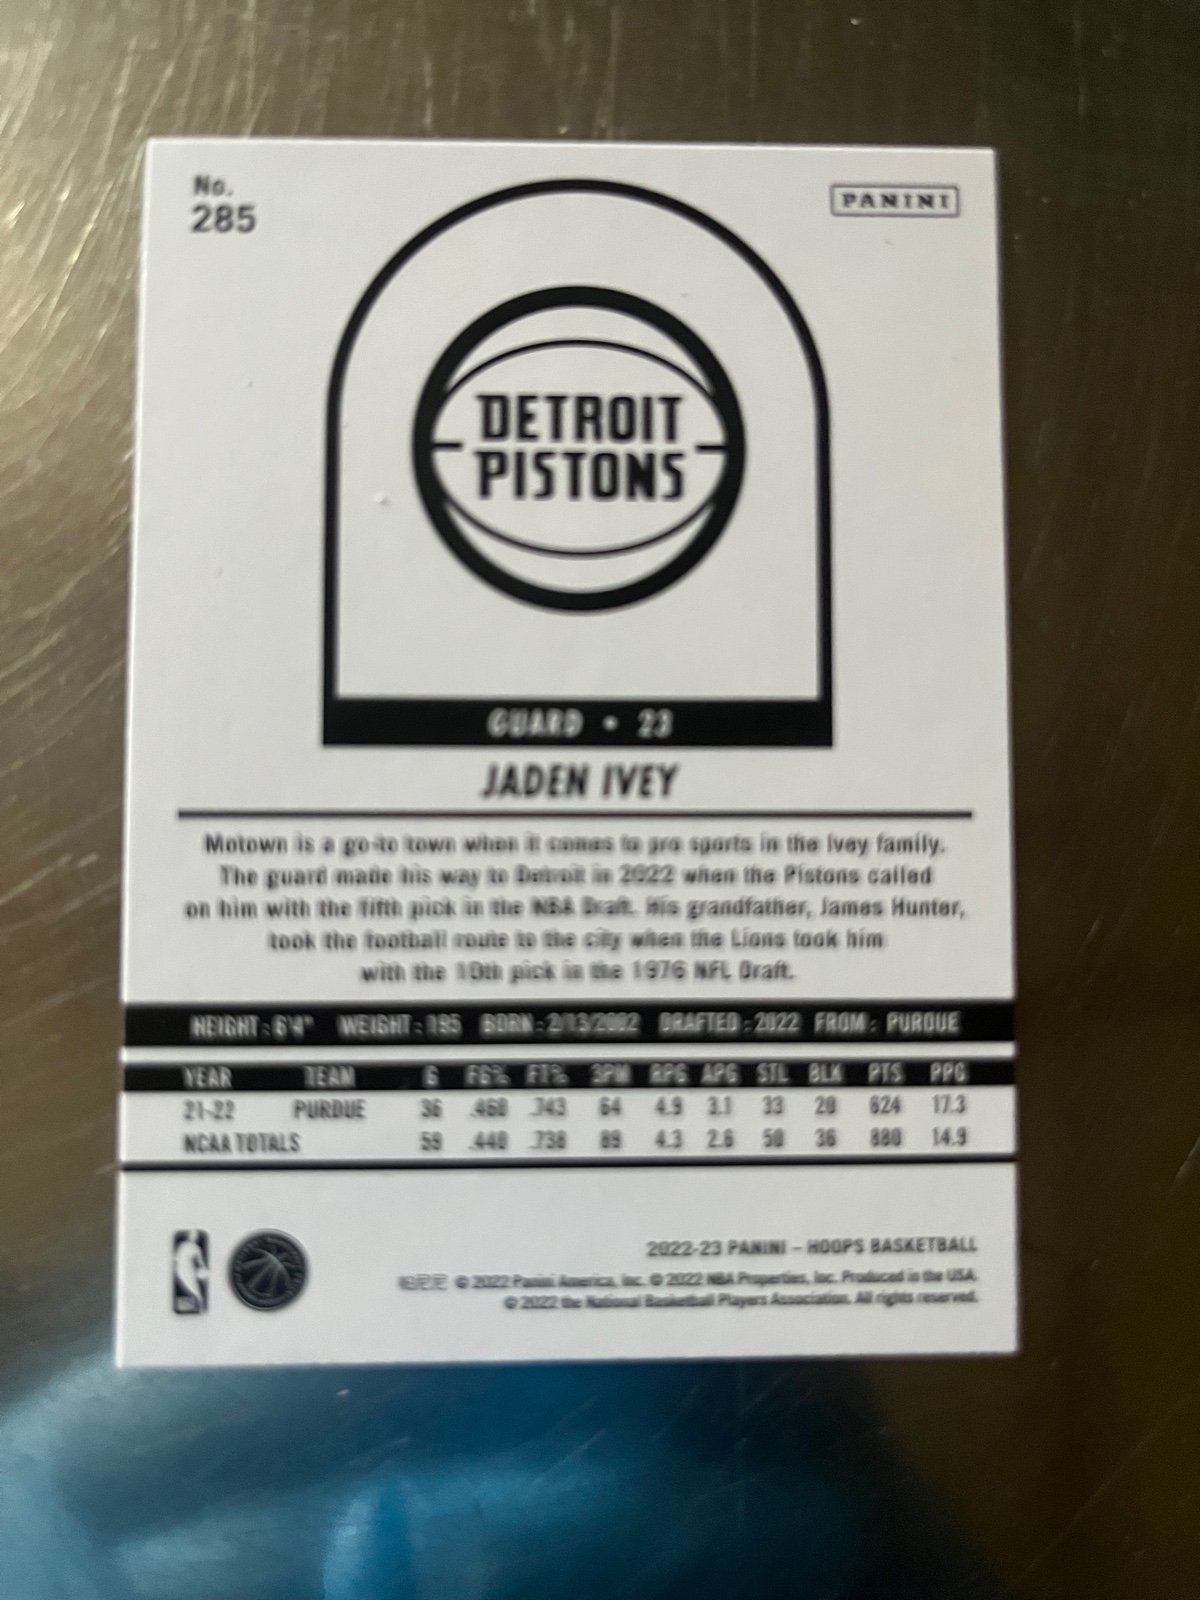 No.
285
PANINI
DETROIT
PISTONS
GUARD • 23
JADEN IVEY
Motown is a go-to town when it comes to pro sports in the Ivey family.
The guard made his way to Detroit in 2022 when the Pistons called
on him with the fifth pick in the NBA Draft. His grandfather, James Hunter,
took the football route to the city when the Lions took him
with the 10th pick in the 1976 NFL Draft.
HEIGHT: 6'4" WEIGHT: 195 BORN: 2/13/2002 DRAFTED: 2022 FROM: PURDUE
YEAR TEAM G FG% FT% 3PM RPG APG STL BLK PTS PPG
21-22 PURDUE 36 .460 .743 64 4.9 3.1 33 20 624 17.3
NCAA TOTALS 59 .440 .738 89 4.3 2.6 50 36 880 14.9
2022-23 PANINI – HOOPS BASKETBALL
© 2022 Panini America, Inc. © 2022 NBA Properties, Inc. Produced in the USA.
© 2022 the National Basketball Players Association. All rights reserved.